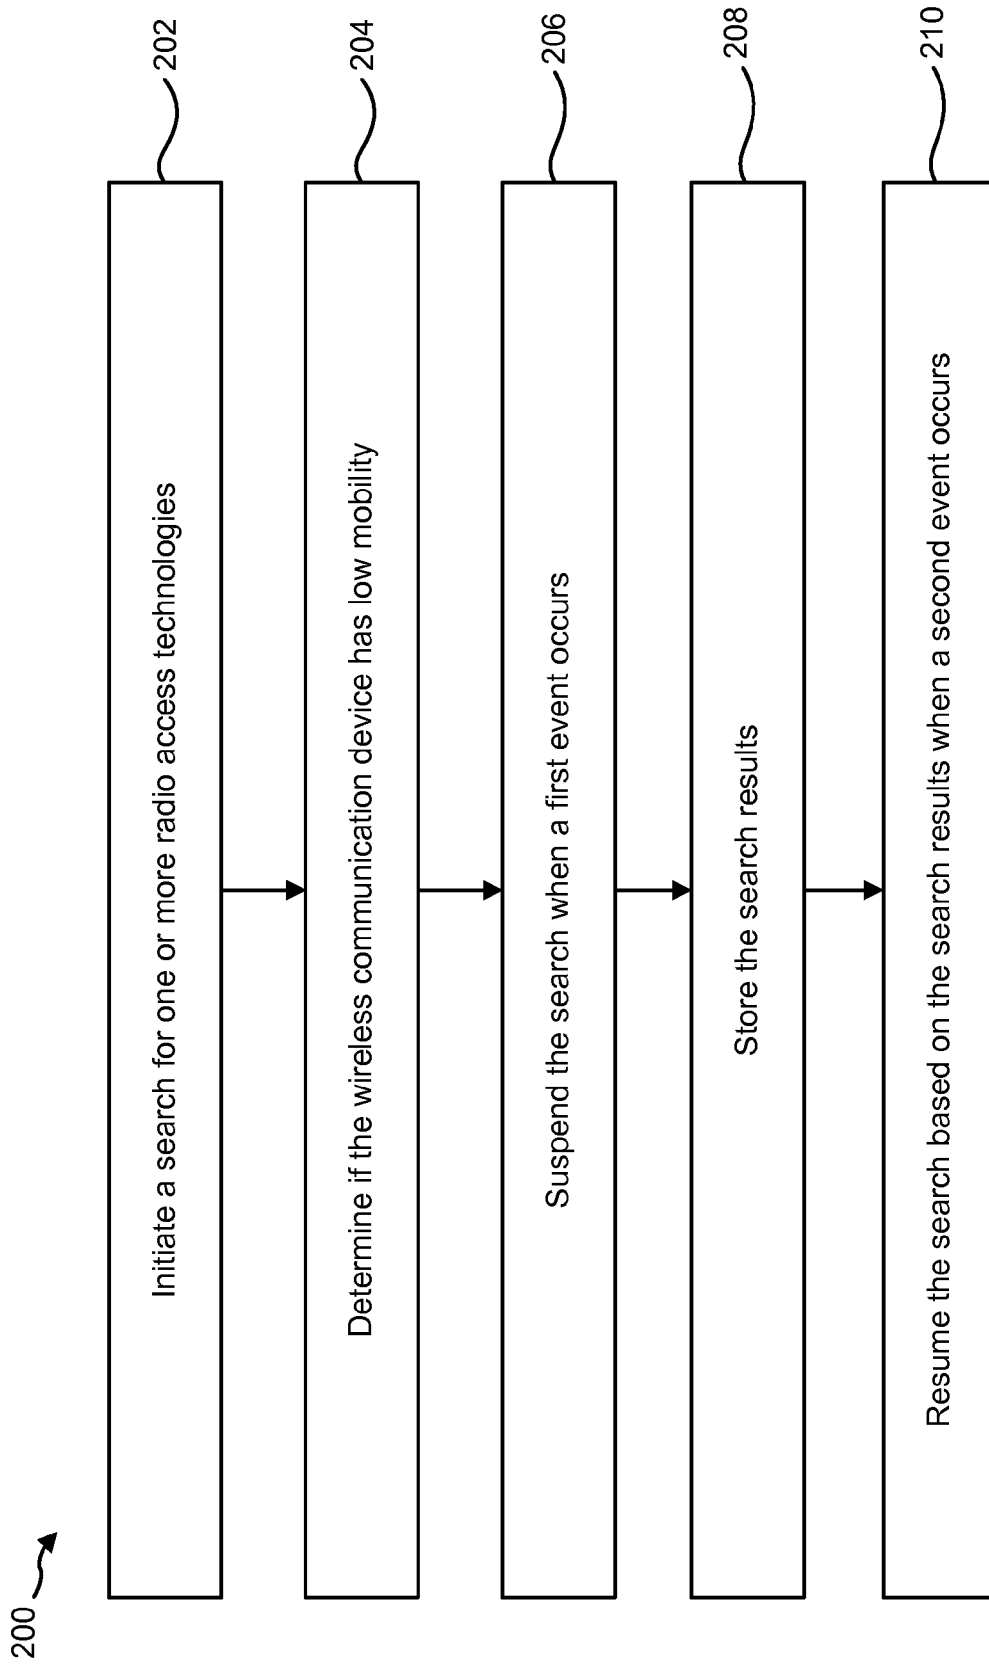 200
Initiate a search for one or more radio access technologies
202
Determine if the wireless communication device has low mobility
204
Suspend the search when a first event occurs
206
Store the search results
208
Resume the search based on the search results when a second event occurs
210